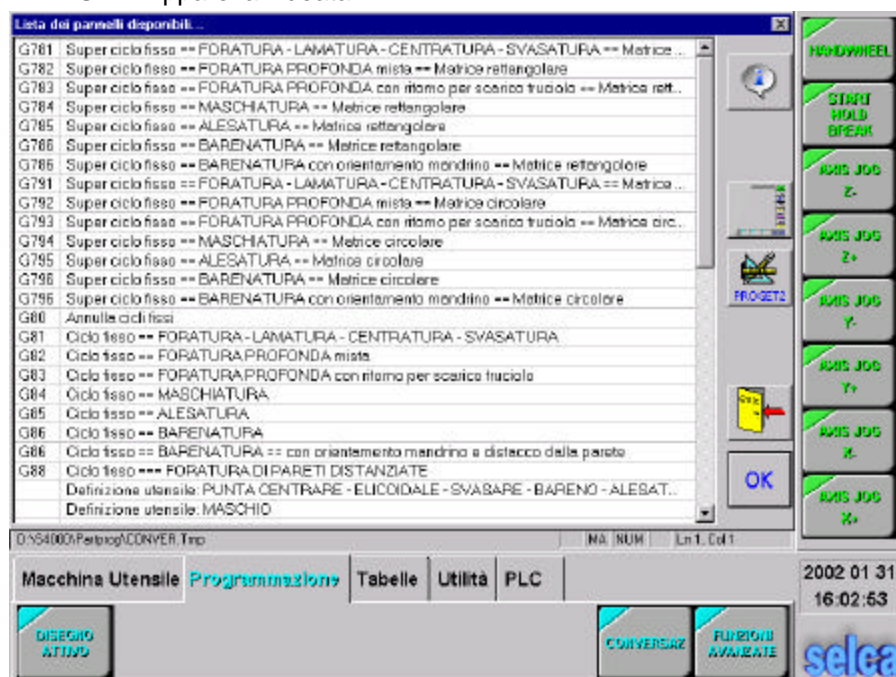 Lista dei pannelli disponibili...
G781 Super ciclo fisso == FORATURA - LAMATURA - CENTRATURA - SVASATURA == Matrice ...
G782 Super ciclo fisso == FORATURA PROFONDA mista == Matrice rettangolare
G783 Super ciclo fisso == FORATURA PROFONDA con ritorno per scarico truciolo == Matrice rett..
G784 Super ciclo fisso == MASCHIATURA == Matrice rettangolare
G785 Super ciclo fisso == ALESATURA == Matrice rettangolare
G786 Super ciclo fisso == BARENATURA == Matrice rettangolare
G786 Super ciclo fisso == BARENATURA con orientamento mandrino == Matrice rettangolare
G791 Super ciclo fisso == FORATURA - LAMATURA - CENTRATURA - SVASATURA == Matrice ...
G792 Super ciclo fisso == FORATURA PROFONDA mista == Matrice circolare
G793 Super ciclo fisso == FORATURA PROFONDA con ritorno per scarico truciolo == Matrice circ...
G794 Super ciclo fisso == MASCHIATURA == Matrice circolare
G795 Super ciclo fisso == ALESATURA == Matrice circolare
G796 Super ciclo fisso == BARENATURA == Matrice circolare
G796 Super ciclo fisso == BARENATURA con orientamento mandrino == Matrice circolare
G80 Annulla cicli fissi
G81 Ciclo fisso == FORATURA - LAMATURA - CENTRATURA - SVASATURA
G82 Ciclo fisso == FORATURA PROFONDA mista
G83 Ciclo fisso == FORATURA PROFONDA con ritorno per scarico truciolo
G84 Ciclo fisso == MASCHIATURA
G85 Ciclo fisso == ALESATURA
G86 Ciclo fisso == BARENATURA
G86 Ciclo fisso == BARENATURA == con orientamento mandrino e distacco dalla parete
G88 Ciclo fisso === FORATURA DI PARETI DISTANZIATE
Definizione utensile: PUNTA CENTRARE - ELICOIDALE - SVASARE - BARENO - ALESAT...
Definizione utensile: MASCHIO
PROGET2
OK
D:\S4000\Partprog\CONVER.Tmp
MA NUM Ln 1, Col 1
HANDWHEEL
START
HOLD
BREAK
AXIS JOG
Z-
AXIS JOG
Z+
AXIS JOG
Y-
AXIS JOG
Y+
AXIS JOG
X-
AXIS JOG
X+
Macchina Utensile Programmazione Tabelle Utilità PLC
2002 01 31
16:02:53
DISEGNO
ATTIVO
CONVERSAZ
FUNZIONI
AVANZATE
selca